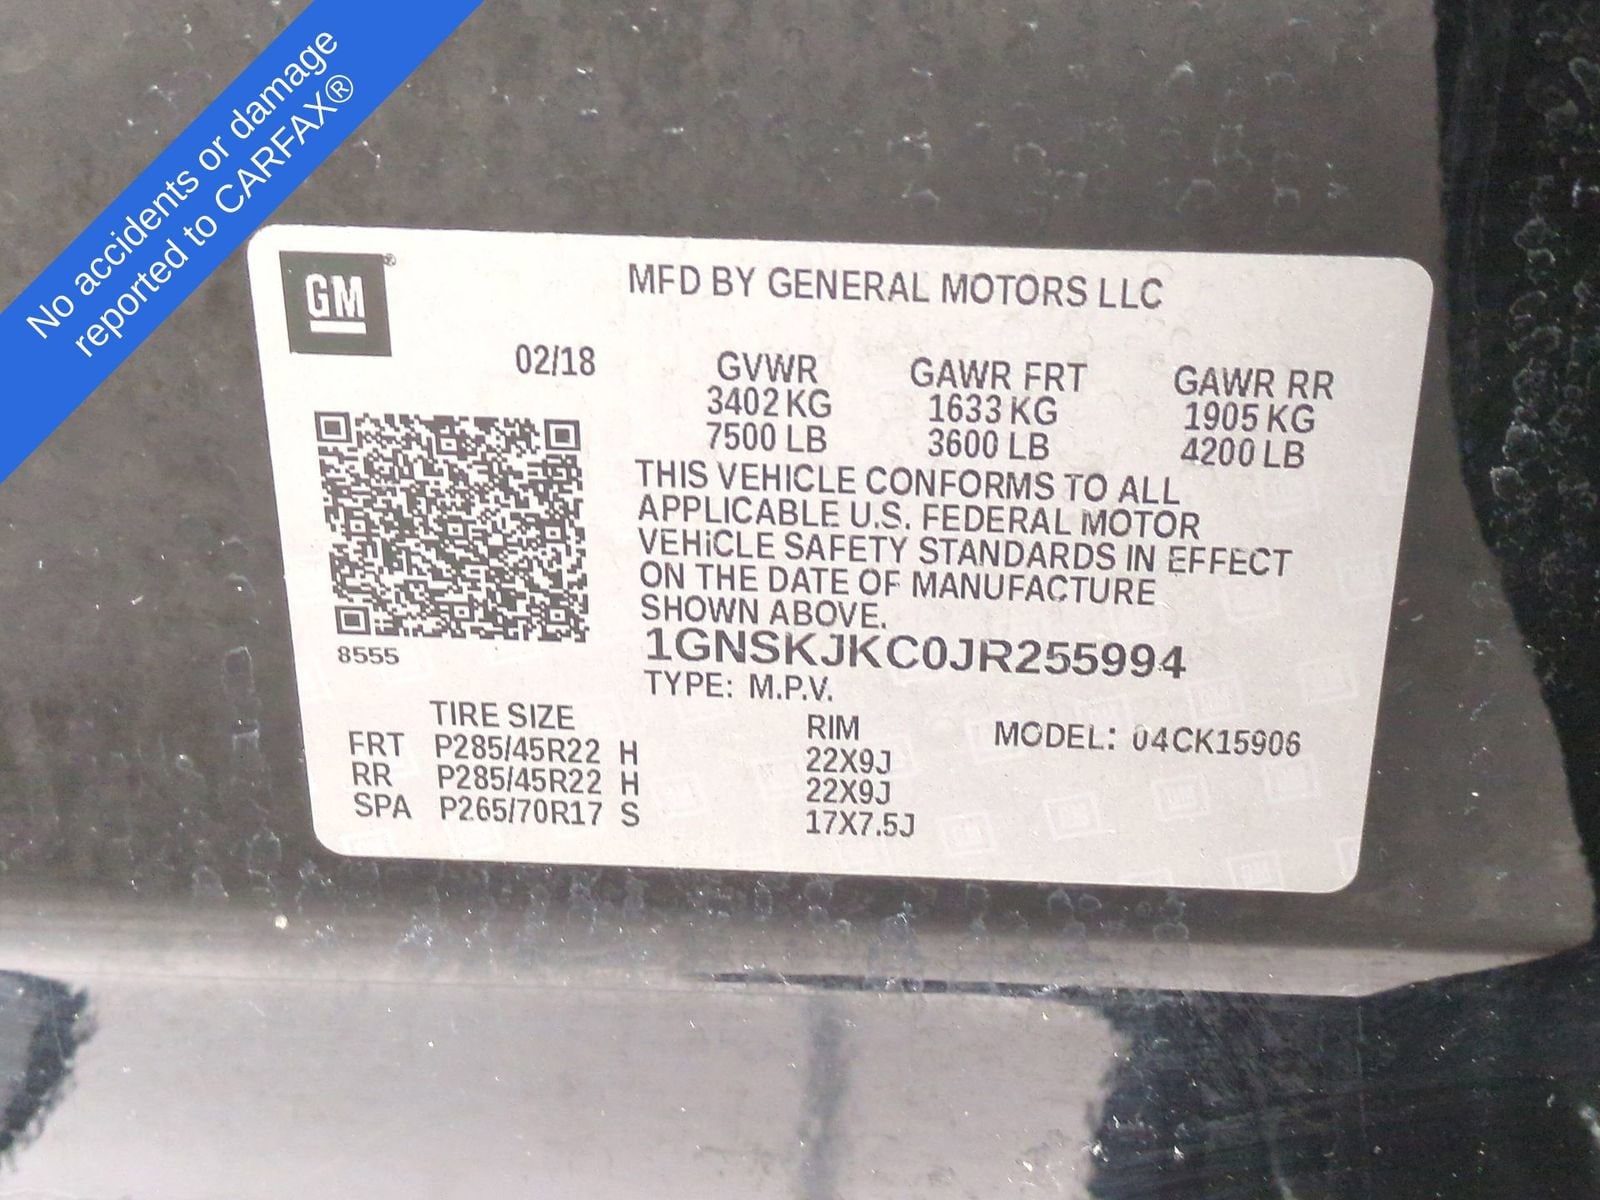 No accidents or damage
reported to CARFAX®
GM®
MFD BY GENERAL MOTORS LLC
02/18
GVWR GAWR FRT GAWR RR
3402 KG 1633 KG 1905 KG
7500 LB 3600 LB 4200 LB
THIS VEHICLE CONFORMS TO ALL
APPLICABLE U.S. FEDERAL MOTOR
VEHICLE SAFETY STANDARDS IN EFFECT
ON THE DATE OF MANUFACTURE
SHOWN ABOVE.
8555
1GNSKJKC0JR255994
TYPE: M.P.V.
TIRE SIZE RIM MODEL: 04CK15906
FRT P285/45R22 H 22X9J
RR P285/45R22 H 22X9J
SPA P265/70R17 S 17X7.5J